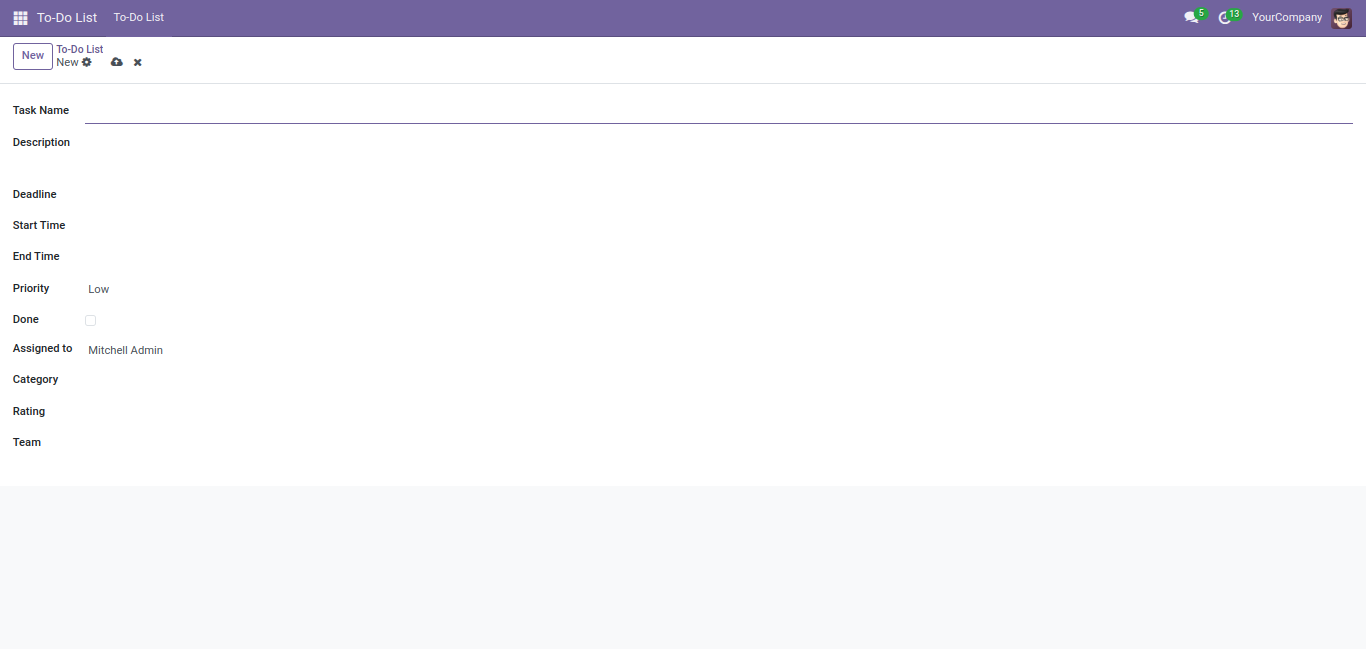 To-Do List To-Do List 5 13 YourCompany
New To-Do List
New
Task Name
Description
Deadline
Start Time
End Time
Priority Low
Done
Assigned to Mitchell Admin
Category
Rating
Team